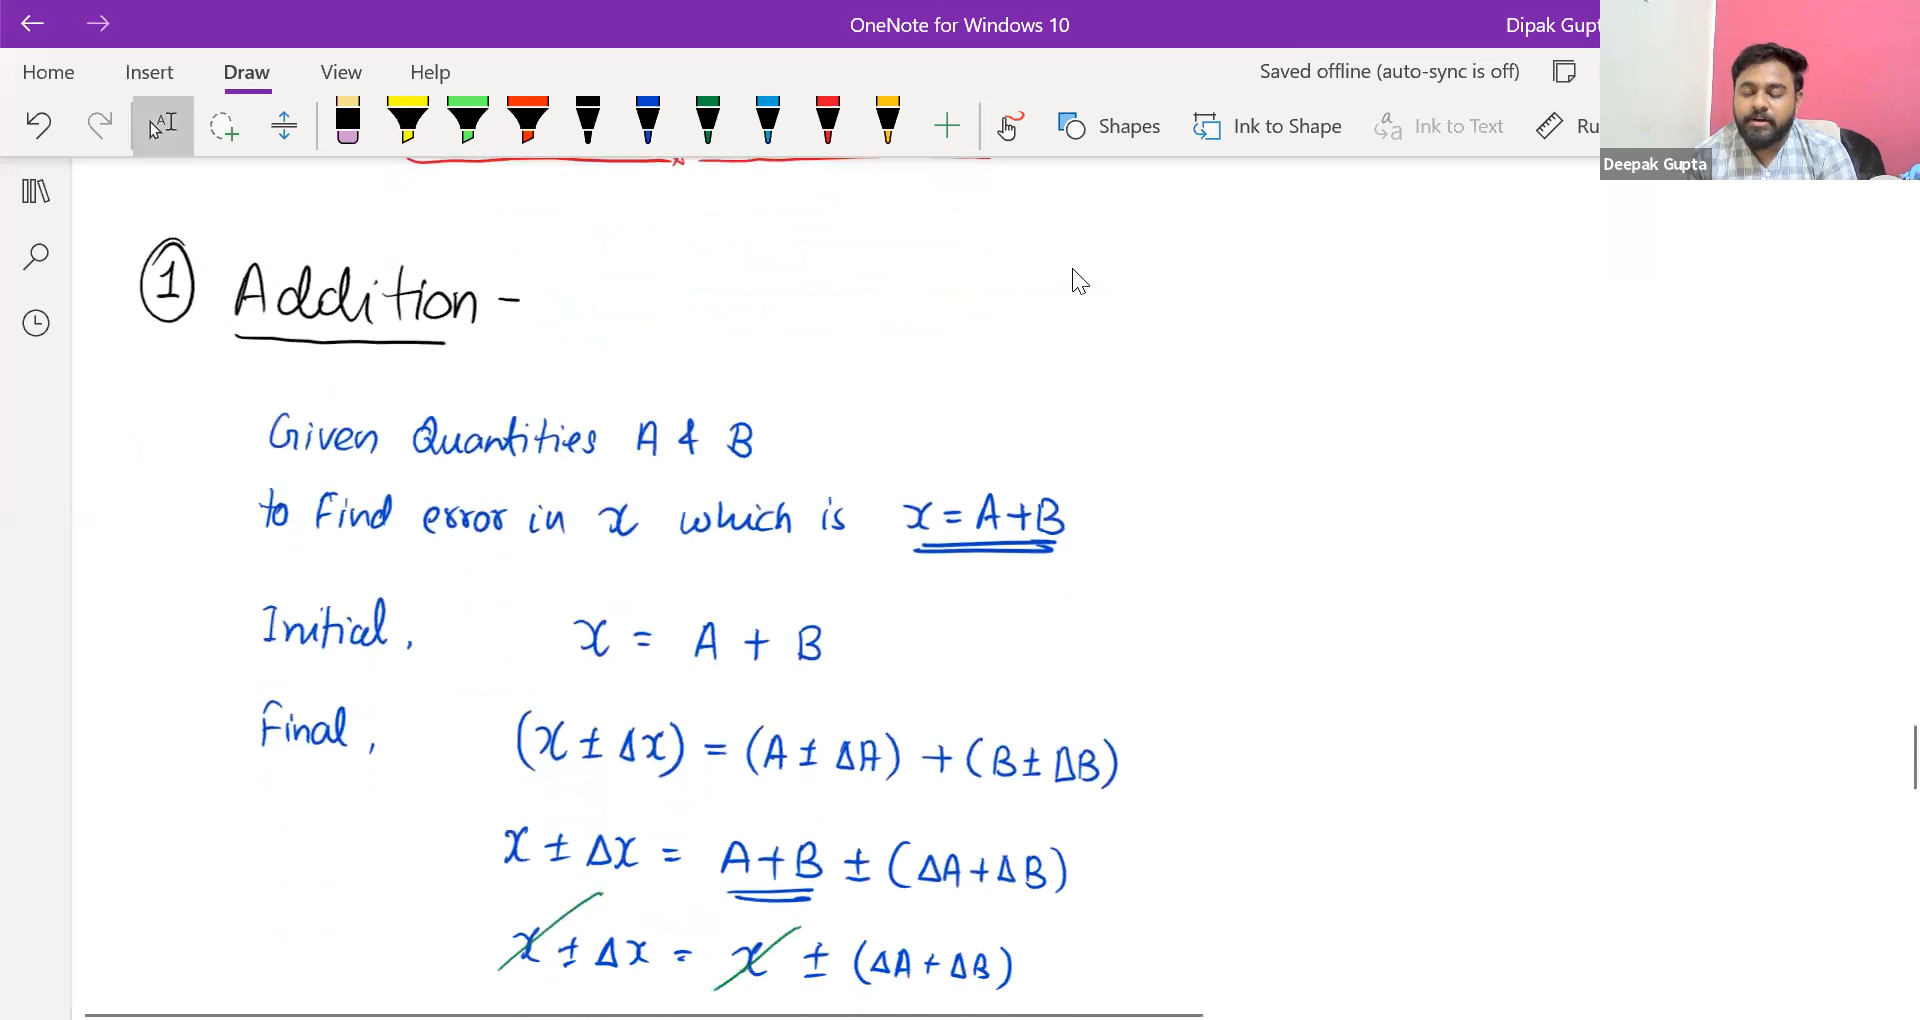 OneNote for Windows 10
Dipak Gupt
Home Insert Draw View Help
Saved offline (auto-sync is off)
Shapes Ink to Shape Ink to Text Ru
Deepak Gupta
① Addition -
Given Quantities A & B
to find error in x which is x = A+B
Initial, x = A + B
Final, (x ± Δx) = (A ± ΔA) + (B ± ΔB)
x ± Δx = A+B ± (ΔA+ΔB)
x ± Δx = x ± (ΔA+ΔB)